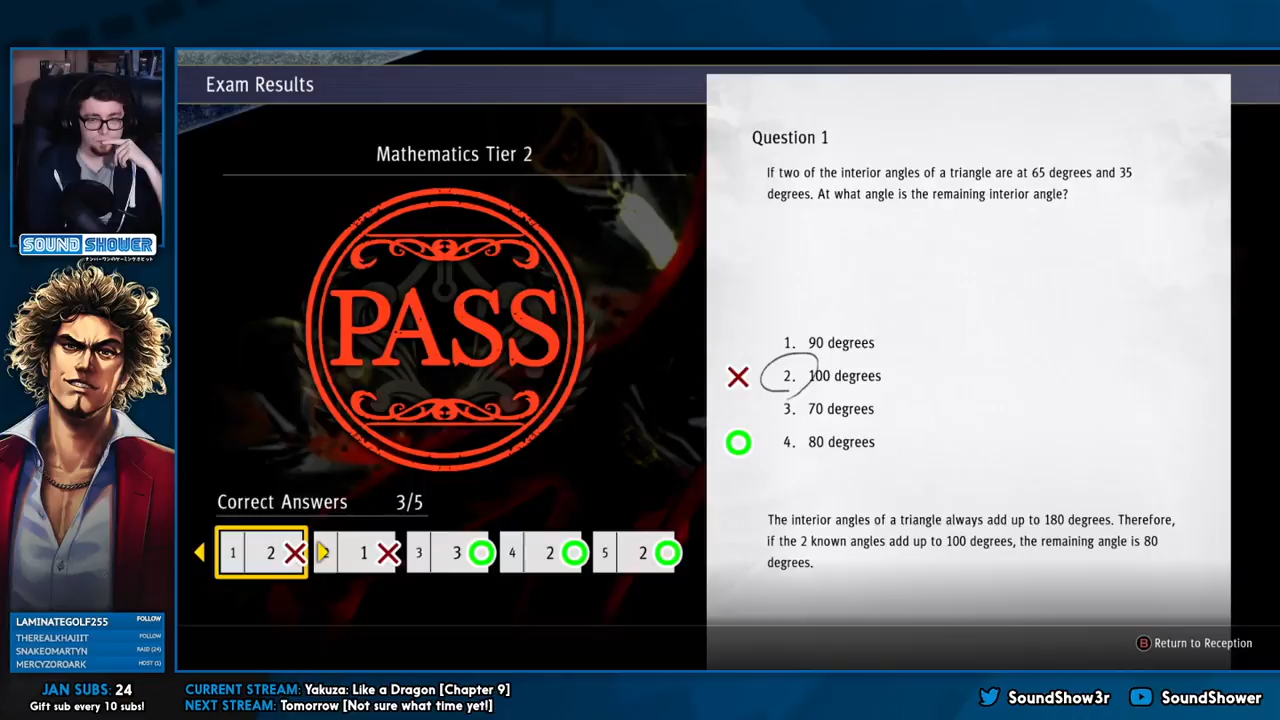 Exam Results
Mathematics Tier 2
PASS
Correct Answers 3/5
1 2
2 1
3 3
4 2
5 2
Question 1
If two of the interior angles of a triangle are at 65 degrees and 35
degrees. At what angle is the remaining interior angle?
1. 90 degrees
2. 100 degrees
3. 70 degrees
4. 80 degrees
The interior angles of a triangle always add up to 180 degrees. Therefore,
if the 2 known angles add up to 100 degrees, the remaining angle is 80
degrees.
B Return to Reception
SOUND SHOWER
LAMINATEGOLF255 FOLLOW
THEREALKHAJIIT FOLLOW
SNAKEOMARTYN RAID (24)
MERCYZOROARK HOST (1)
JAN SUBS: 24
Gift sub every 10 subs!
CURRENT STREAM: Yakuza: Like a Dragon [Chapter 9]
NEXT STREAM: Tomorrow [Not sure what time yet!]
SoundShow3r
SoundShower